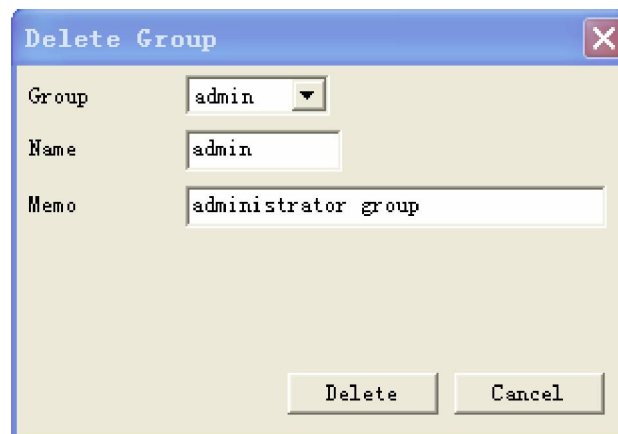 Delete Group
Group admin
Name admin
Memo administrator group
Delete Cancel